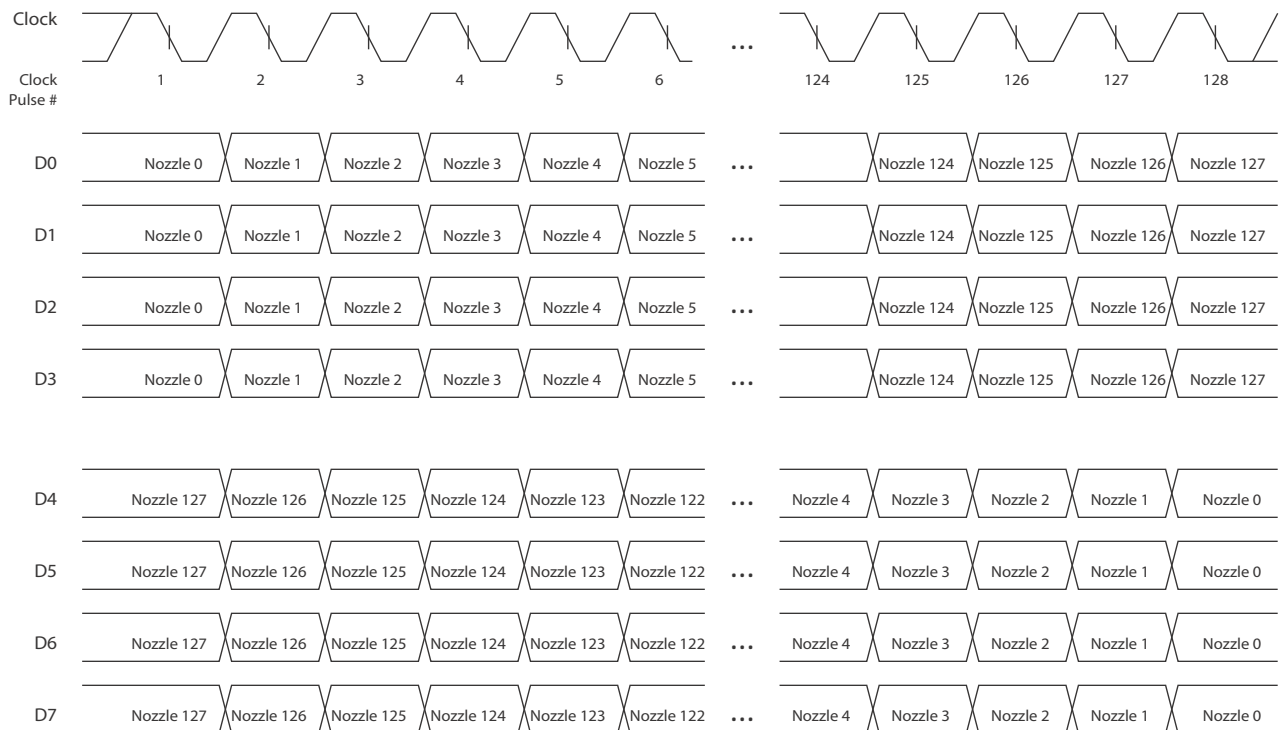 Clock
Clock
Pulse #
1 2 3 4 5 6 ... 124 125 126 127 128
D0 Nozzle 0 Nozzle 1 Nozzle 2 Nozzle 3 Nozzle 4 Nozzle 5 ... Nozzle 124 Nozzle 125 Nozzle 126 Nozzle 127
D1 Nozzle 0 Nozzle 1 Nozzle 2 Nozzle 3 Nozzle 4 Nozzle 5 ... Nozzle 124 Nozzle 125 Nozzle 126 Nozzle 127
D2 Nozzle 0 Nozzle 1 Nozzle 2 Nozzle 3 Nozzle 4 Nozzle 5 ... Nozzle 124 Nozzle 125 Nozzle 126 Nozzle 127
D3 Nozzle 0 Nozzle 1 Nozzle 2 Nozzle 3 Nozzle 4 Nozzle 5 ... Nozzle 124 Nozzle 125 Nozzle 126 Nozzle 127
D4 Nozzle 127 Nozzle 126 Nozzle 125 Nozzle 124 Nozzle 123 Nozzle 122 ... Nozzle 4 Nozzle 3 Nozzle 2 Nozzle 1 Nozzle 0
D5 Nozzle 127 Nozzle 126 Nozzle 125 Nozzle 124 Nozzle 123 Nozzle 122 ... Nozzle 4 Nozzle 3 Nozzle 2 Nozzle 1 Nozzle 0
D6 Nozzle 127 Nozzle 126 Nozzle 125 Nozzle 124 Nozzle 123 Nozzle 122 ... Nozzle 4 Nozzle 3 Nozzle 2 Nozzle 1 Nozzle 0
D7 Nozzle 127 Nozzle 126 Nozzle 125 Nozzle 124 Nozzle 123 Nozzle 122 ... Nozzle 4 Nozzle 3 Nozzle 2 Nozzle 1 Nozzle 0